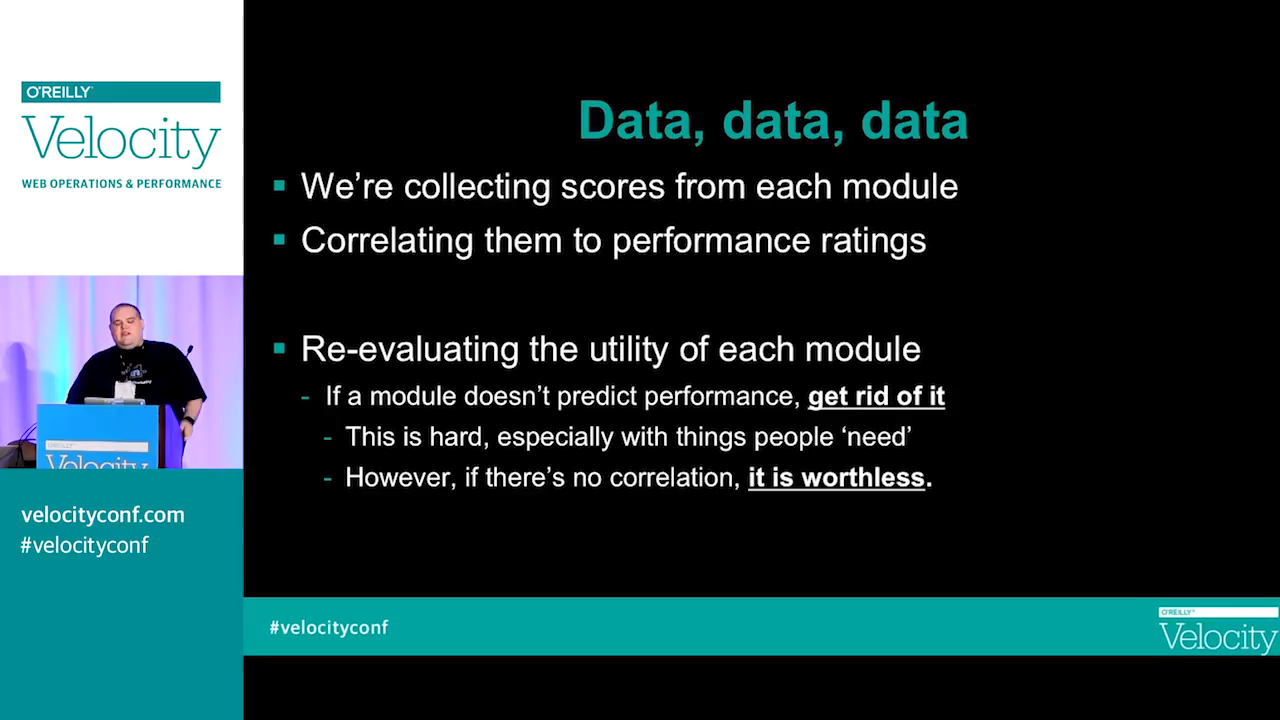 O'REILLY
Velocity
WEB OPERATIONS & PERFORMANCE
Data, data, data
We're collecting scores from each module
Correlating them to performance ratings
Re-evaluating the utility of each module
- If a module doesn't predict performance, get rid of it
- This is hard, especially with things people ‘need’
- However, if there's no correlation, it is worthless.
O'REILLY
Velocity
velocityconf.com
#velocityconf
#velocityconf
O'REILLY
Velocity